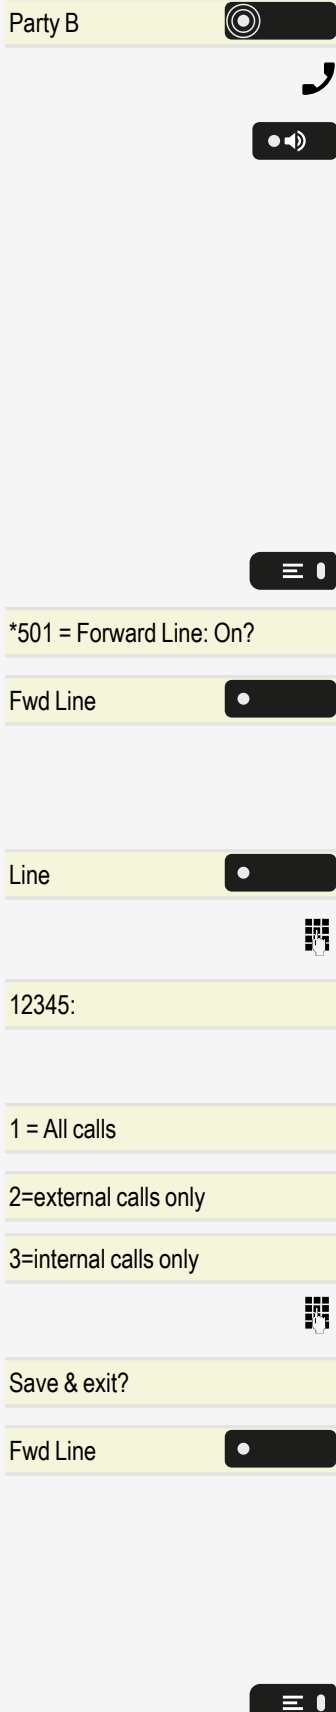 Party B
*501 = Forward Line: On?
Fwd Line
Line
12345:
1 = All calls
2=external calls only
3=internal calls only
Save & exit?
Fwd Line